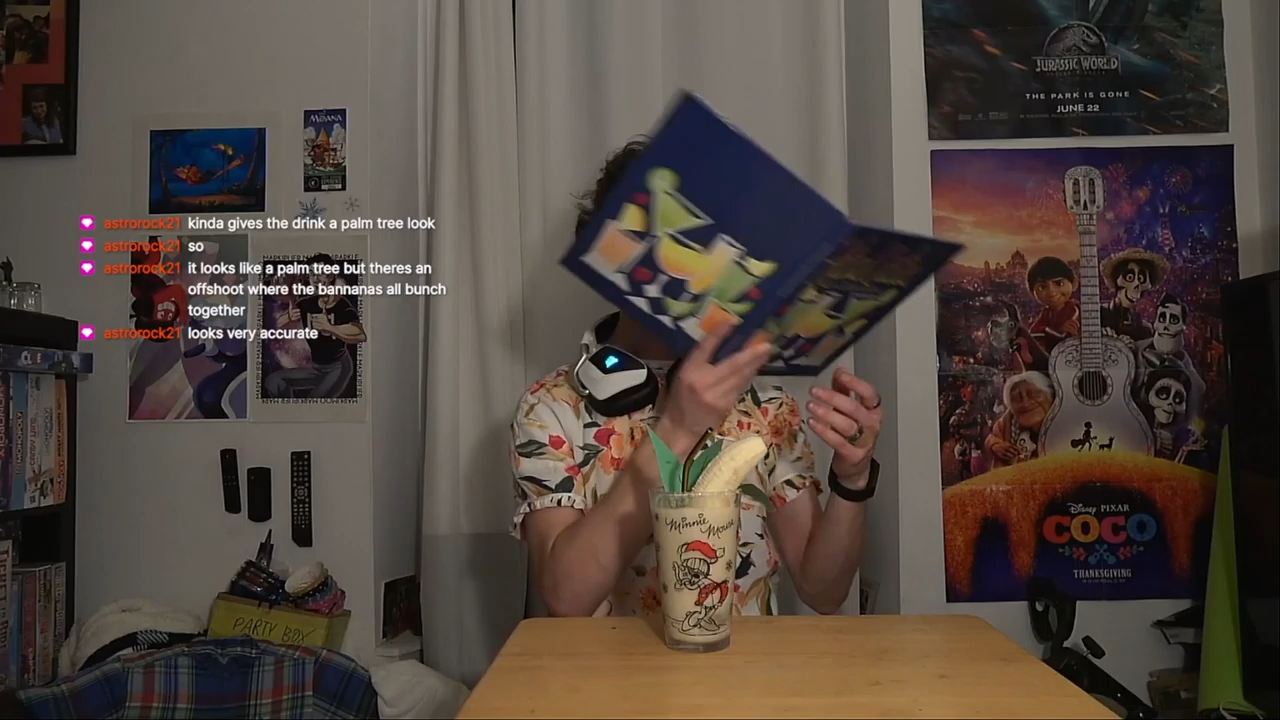 JURASSIC WORLD
THE PARK IS GONE
JUNE 22
MOANA
astrorock21 kinda gives the drink a palm tree look
astrorock21 so
astrorock21 it looks like a palm tree but theres an
offshoot where the bannanas all bunch
together
astrorock21 looks very accurate
Minnie Mouse
Disney PIXAR
COCO
THANKSGIVING
PARTY BOX